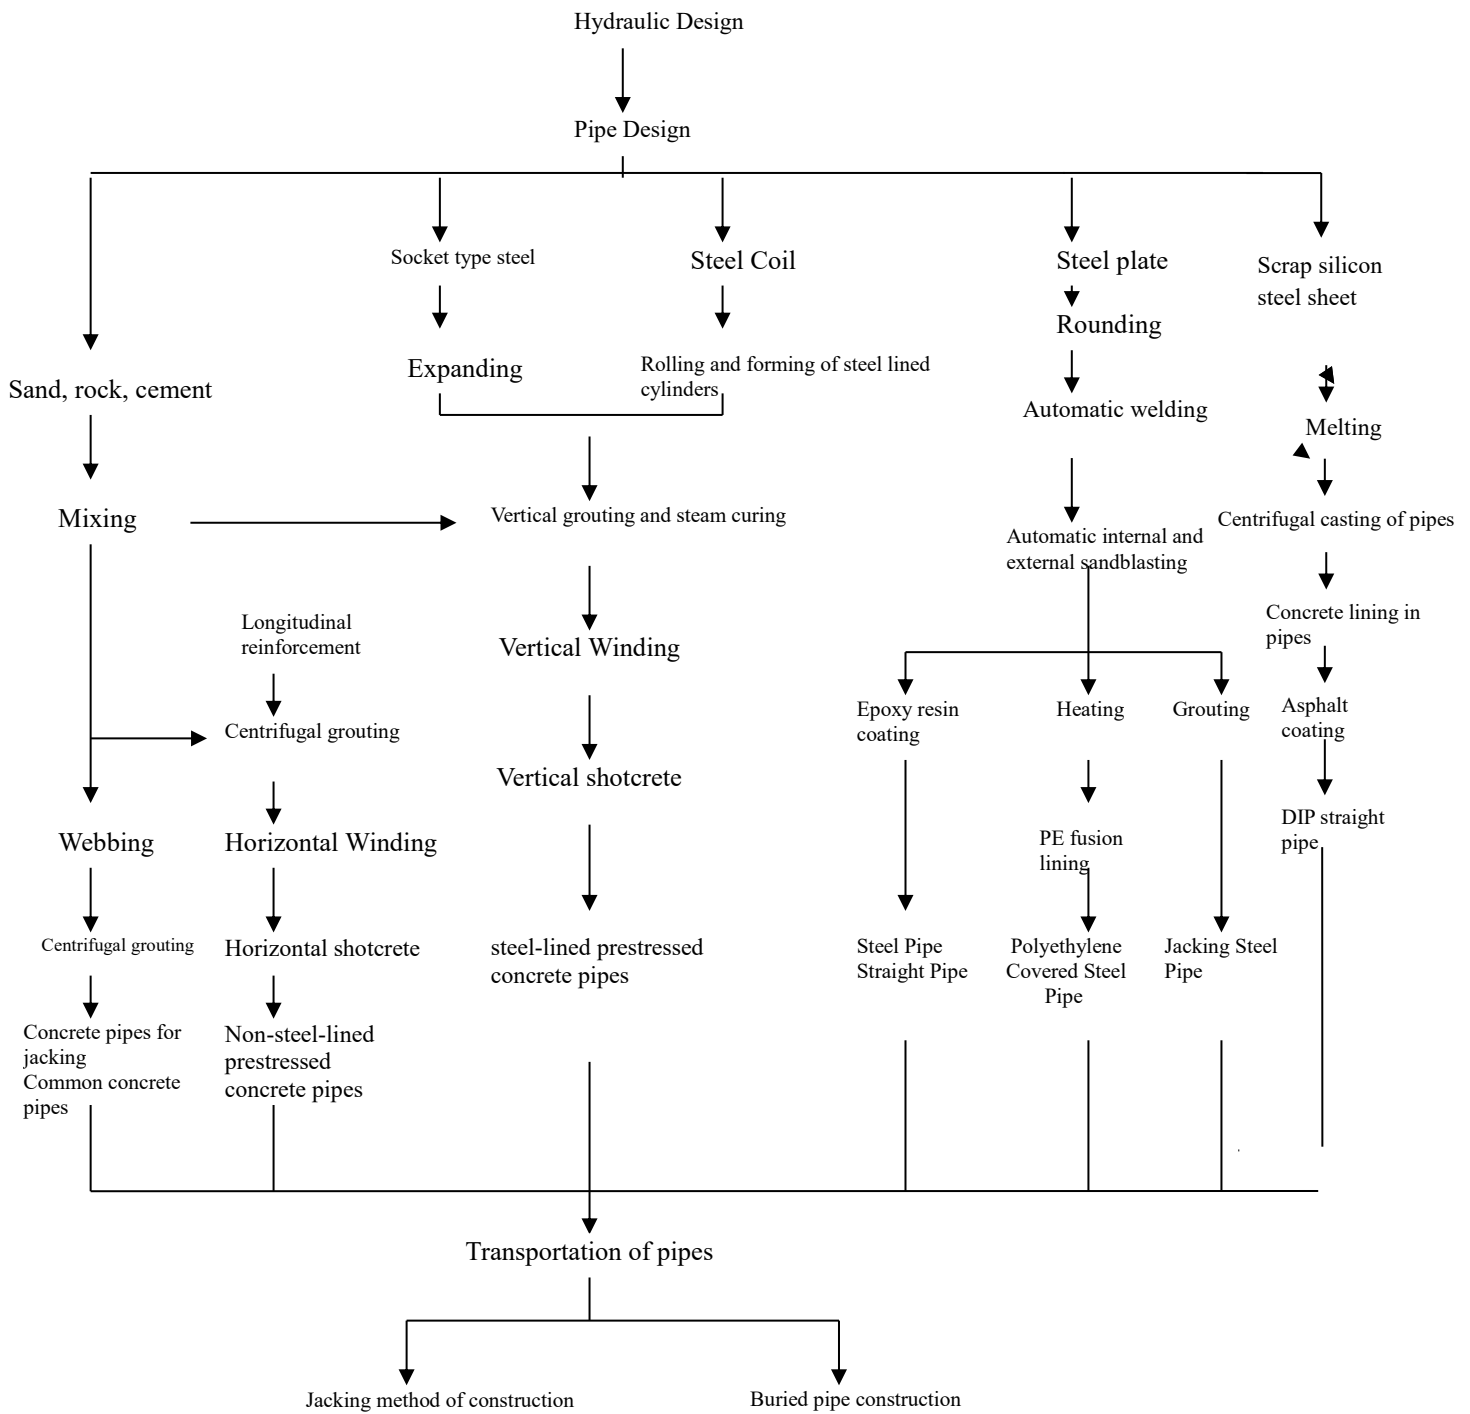 Hydraulic Design
Pipe Design
Socket type steel
Steel Coil
Steel plate
Scrap silicon
steel sheet
Rounding
Expanding
Rolling and forming of steel lined
cylinders
Sand, rock, cement
Automatic welding
Melting
Mixing
Vertical grouting and steam curing
Centrifugal casting of pipes
Automatic internal and
external sandblasting
Longitudinal
reinforcement
Concrete lining in
pipes
Vertical Winding
Epoxy resin
coating
Heating
Grouting
Asphalt
coating
Centrifugal grouting
Vertical shotcrete
DIP straight
pipe
Webbing
Horizontal Winding
PE fusion
lining
Centrifugal grouting
Horizontal shotcrete
steel-lined prestressed
concrete pipes
Steel Pipe
Straight Pipe
Polyethylene
Covered Steel
Pipe
Jacking Steel
Pipe
Concrete pipes for
jacking
Common concrete
pipes
Non-steel-lined
prestressed
concrete pipes
Transportation of pipes
Jacking method of construction
Buried pipe construction